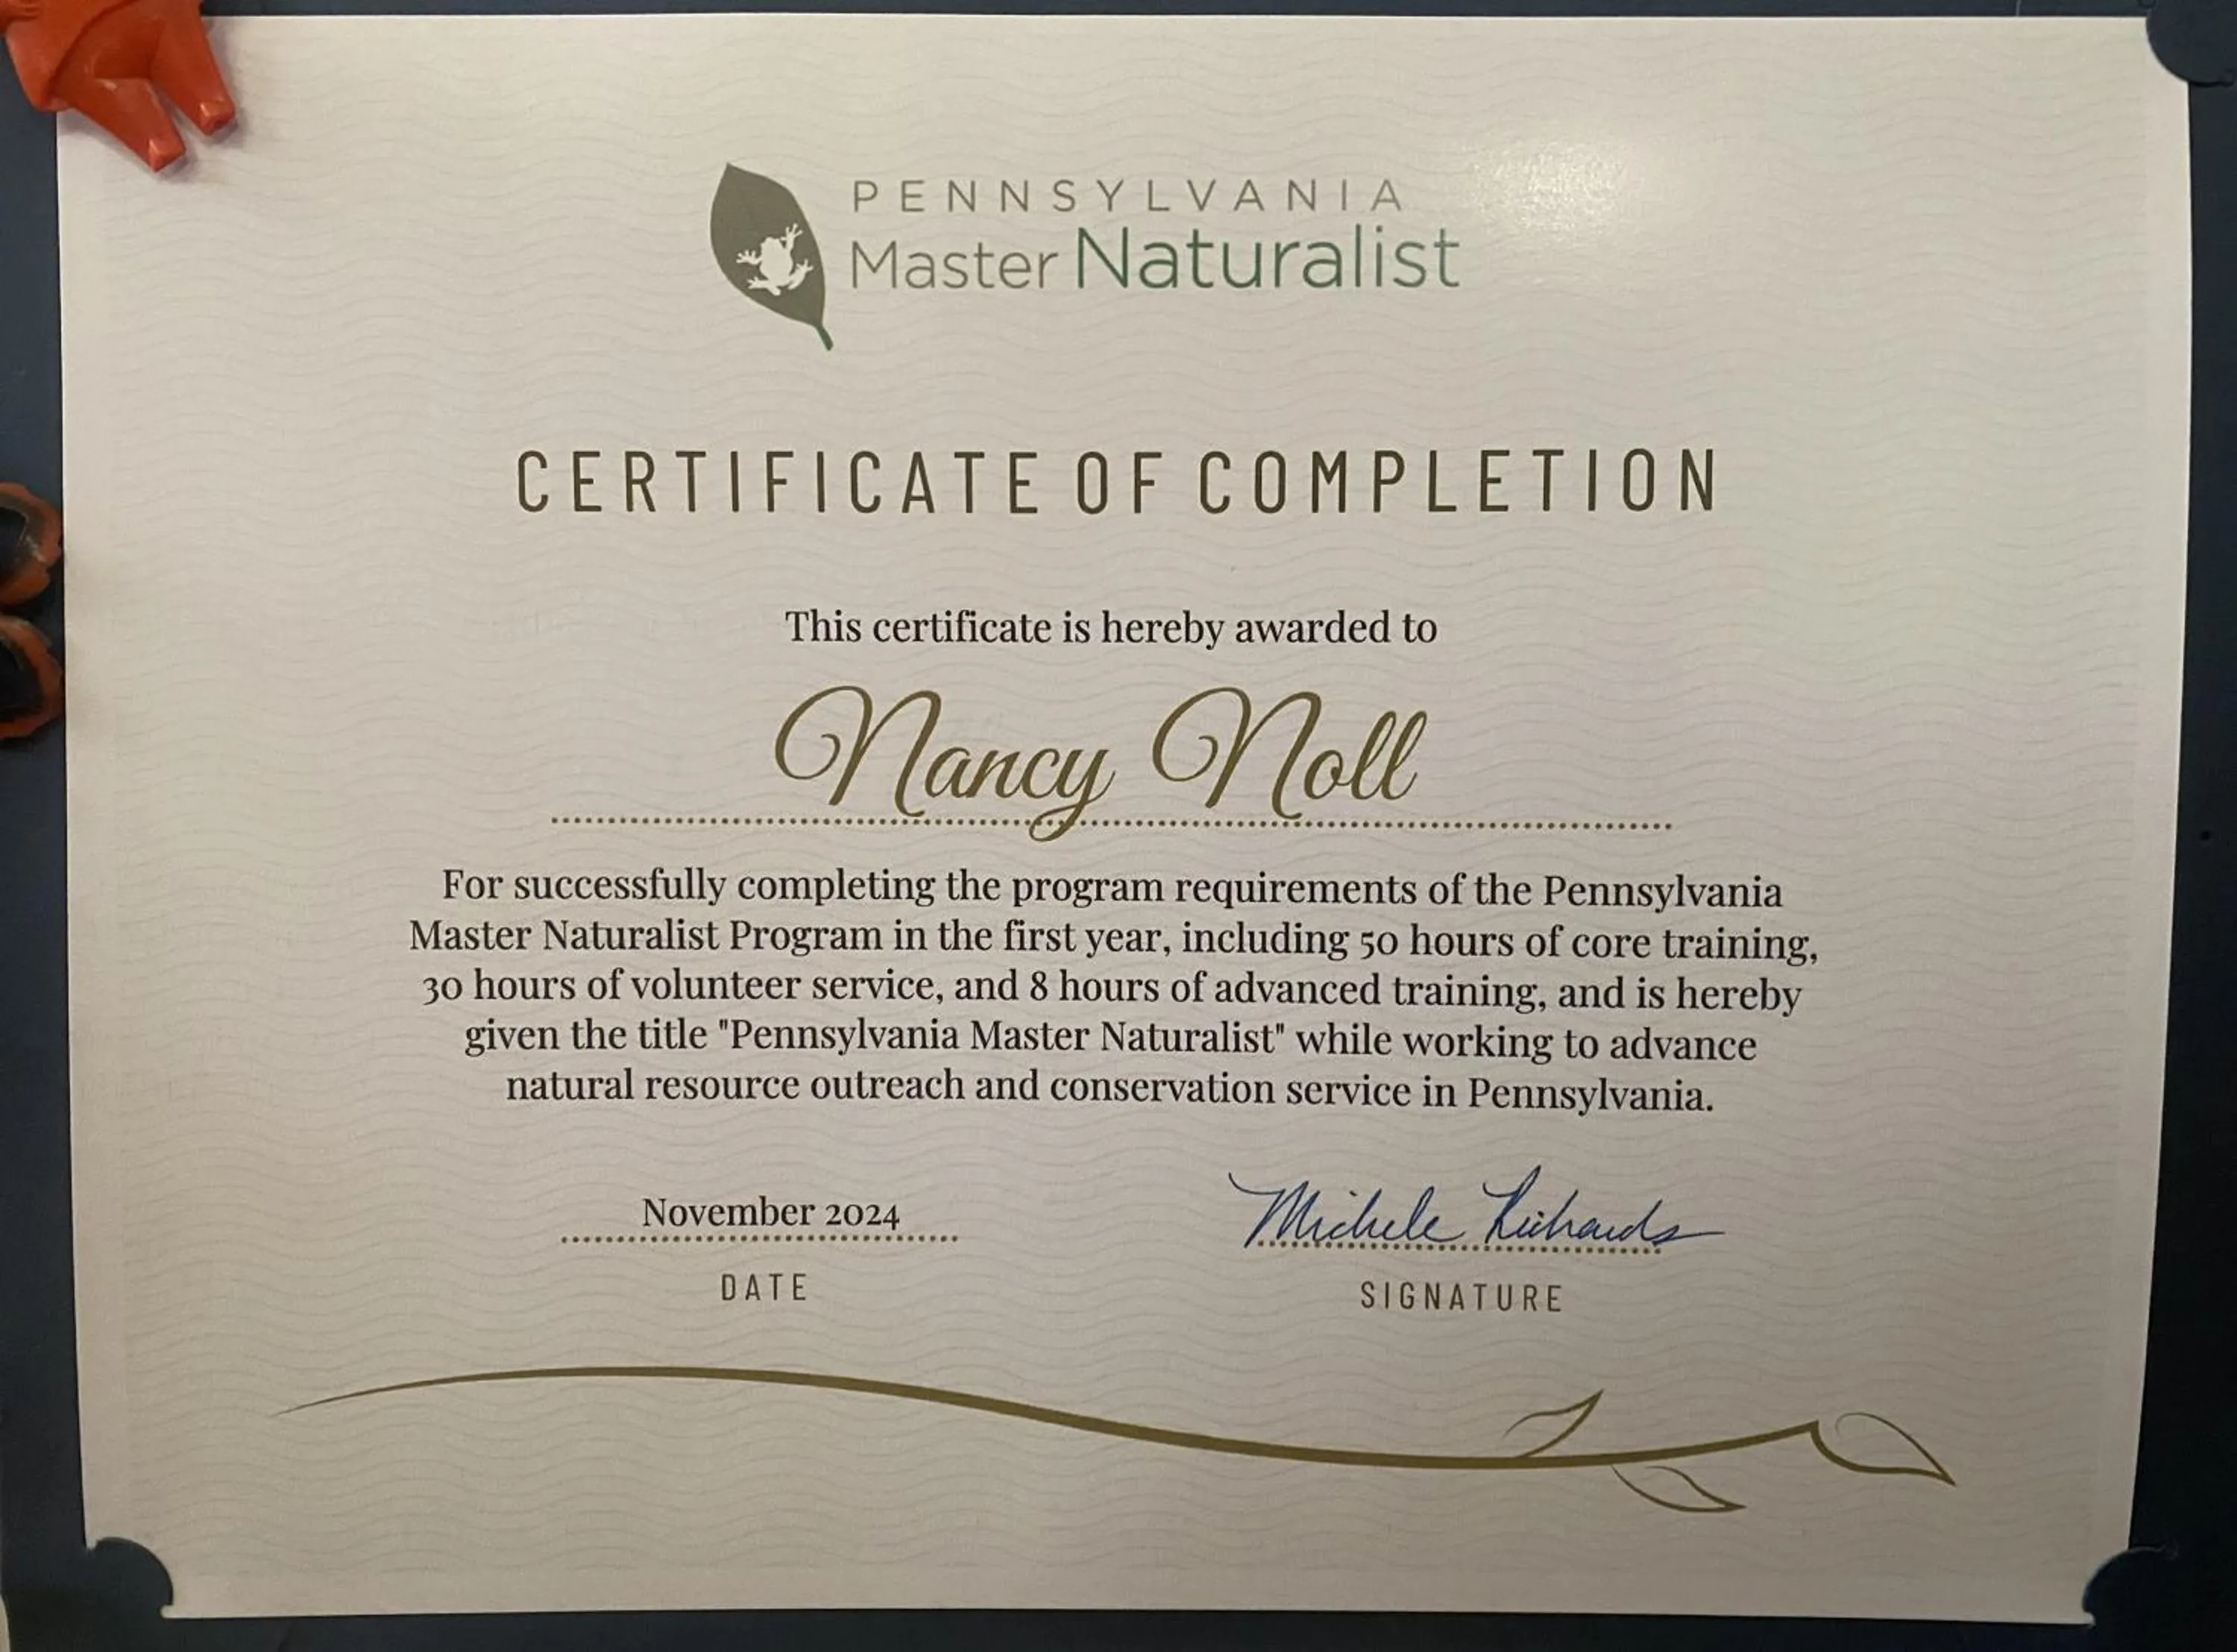 PENNSYLVANIA
Master Naturalist
CERTIFICATE OF COMPLETION
This certificate is hereby awarded to
Nancy Noll
For successfully completing the program requirements of the Pennsylvania
Master Naturalist Program in the first year, including 50 hours of core training,
30 hours of volunteer service, and 8 hours of advanced training, and is hereby
given the title "Pennsylvania Master Naturalist" while working to advance
natural resource outreach and conservation service in Pennsylvania.
November 2024
Michele Richards
DATE
SIGNATURE